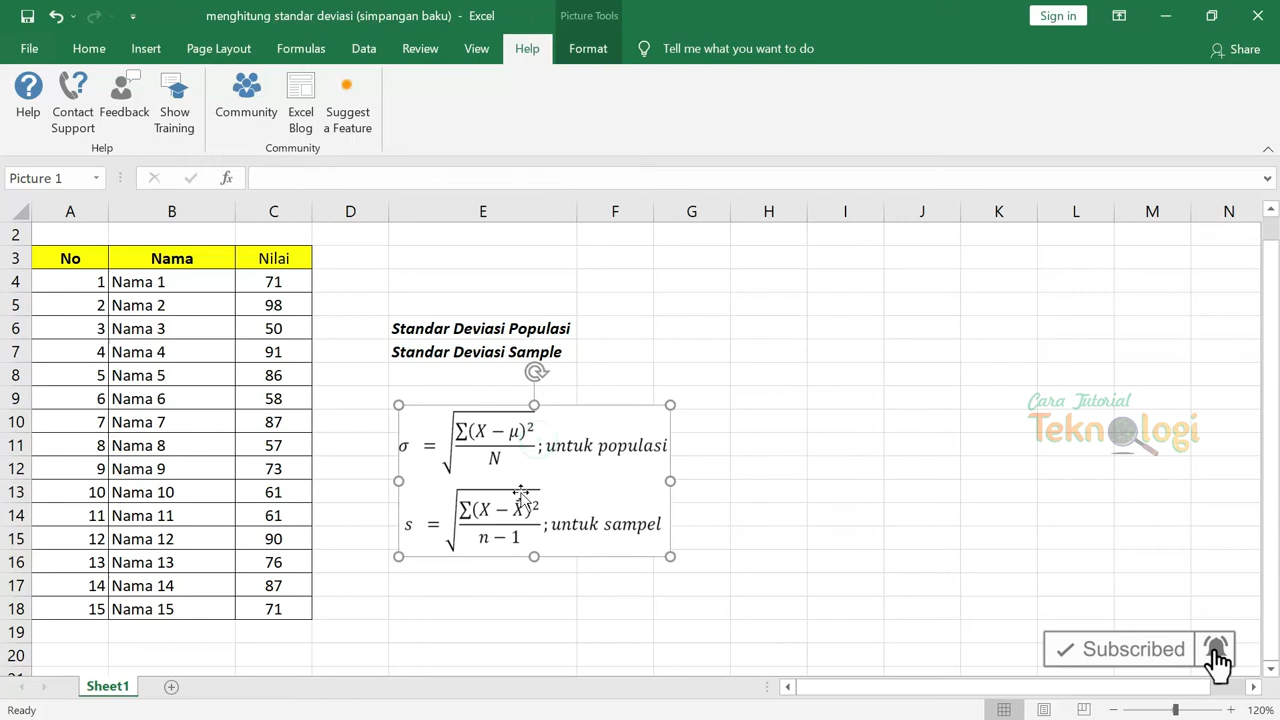 menghitung standar deviasi (simpangan baku) - Excel
Picture Tools
Sign in
File Home Insert Page Layout Formulas Data Review View Help Format Tell me what you want to do Share
Help Contact Support Feedback Show Training Community Excel Blog Suggest a Feature
Help Community
Picture 1 fx
A B C D E F G H I J K L M N
2
3 No Nama Nilai
4 1 Nama 1 71
5 2 Nama 2 98
6 3 Nama 3 50 Standar Deviasi Populasi
7 4 Nama 4 91 Standar Deviasi Sample
8 5 Nama 5 86
9 6 Nama 6 58
10 7 Nama 7 87
11 8 Nama 8 57
12 9 Nama 9 73
13 10 Nama 10 61
14 11 Nama 11 61
15 12 Nama 12 90
16 13 Nama 13 76
17 14 Nama 14 87
18 15 Nama 15 71
19
20
σ = √(∑(X − μ)² / N) ; untuk populasi
s = √(∑(X − X̄)² / n − 1) ; untuk sampel
Cara Tutorial
Teknologi
Subscribed
Sheet1
Ready 120%